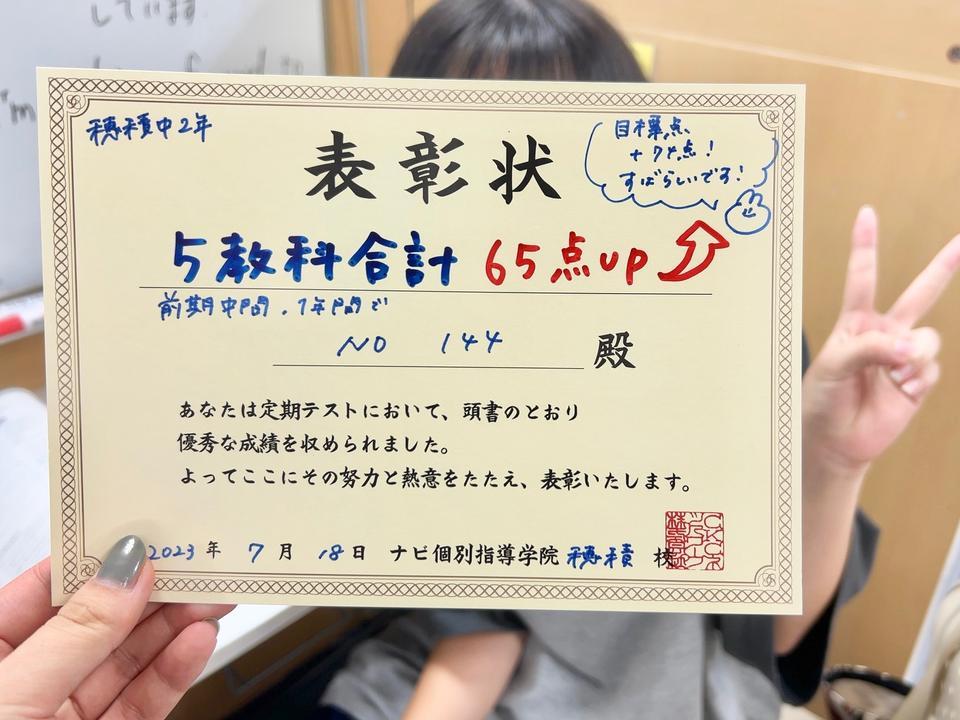 しています
穂積中2年
表彰状
目標点、
点！
すばらしいです！
5教科合計 65点up
前期中間、1年間で
NO 144 殿
あなたは定期テストにおいて、頭書のとおり
優秀な成績を収められました。
よってここにその努力と熱意をたたえ、表彰いたします。
2023年 7月 18日 ナビ個別指導学院 穂積 校